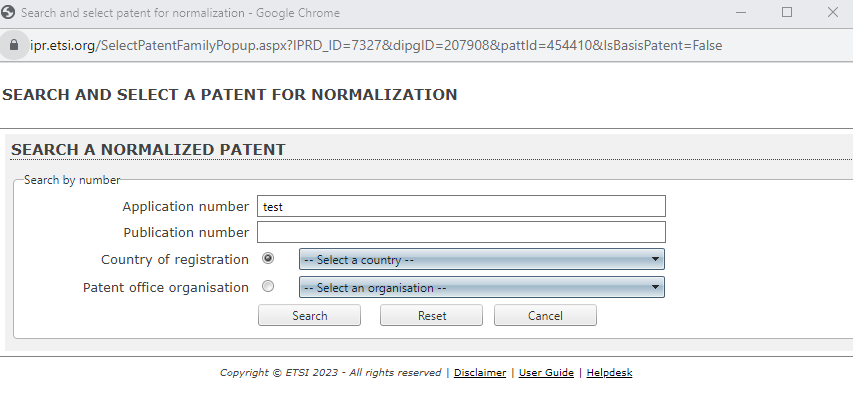 Search and select patent for normalization - Google Chrome
ipr.etsi.org/SelectPatentFamilyPopup.aspx?IPRD_ID=7327&dipgID=207908&pattId=454410&IsBasisPatent=False
SEARCH AND SELECT A PATENT FOR NORMALIZATION
SEARCH A NORMALIZED PATENT
Search by number
Application number test
Publication number
Country of registration -- Select a country --
Patent office organisation -- Select an organisation --
Search Reset Cancel
Copyright © ETSI 2023 - All rights reserved | Disclaimer | User Guide | Helpdesk